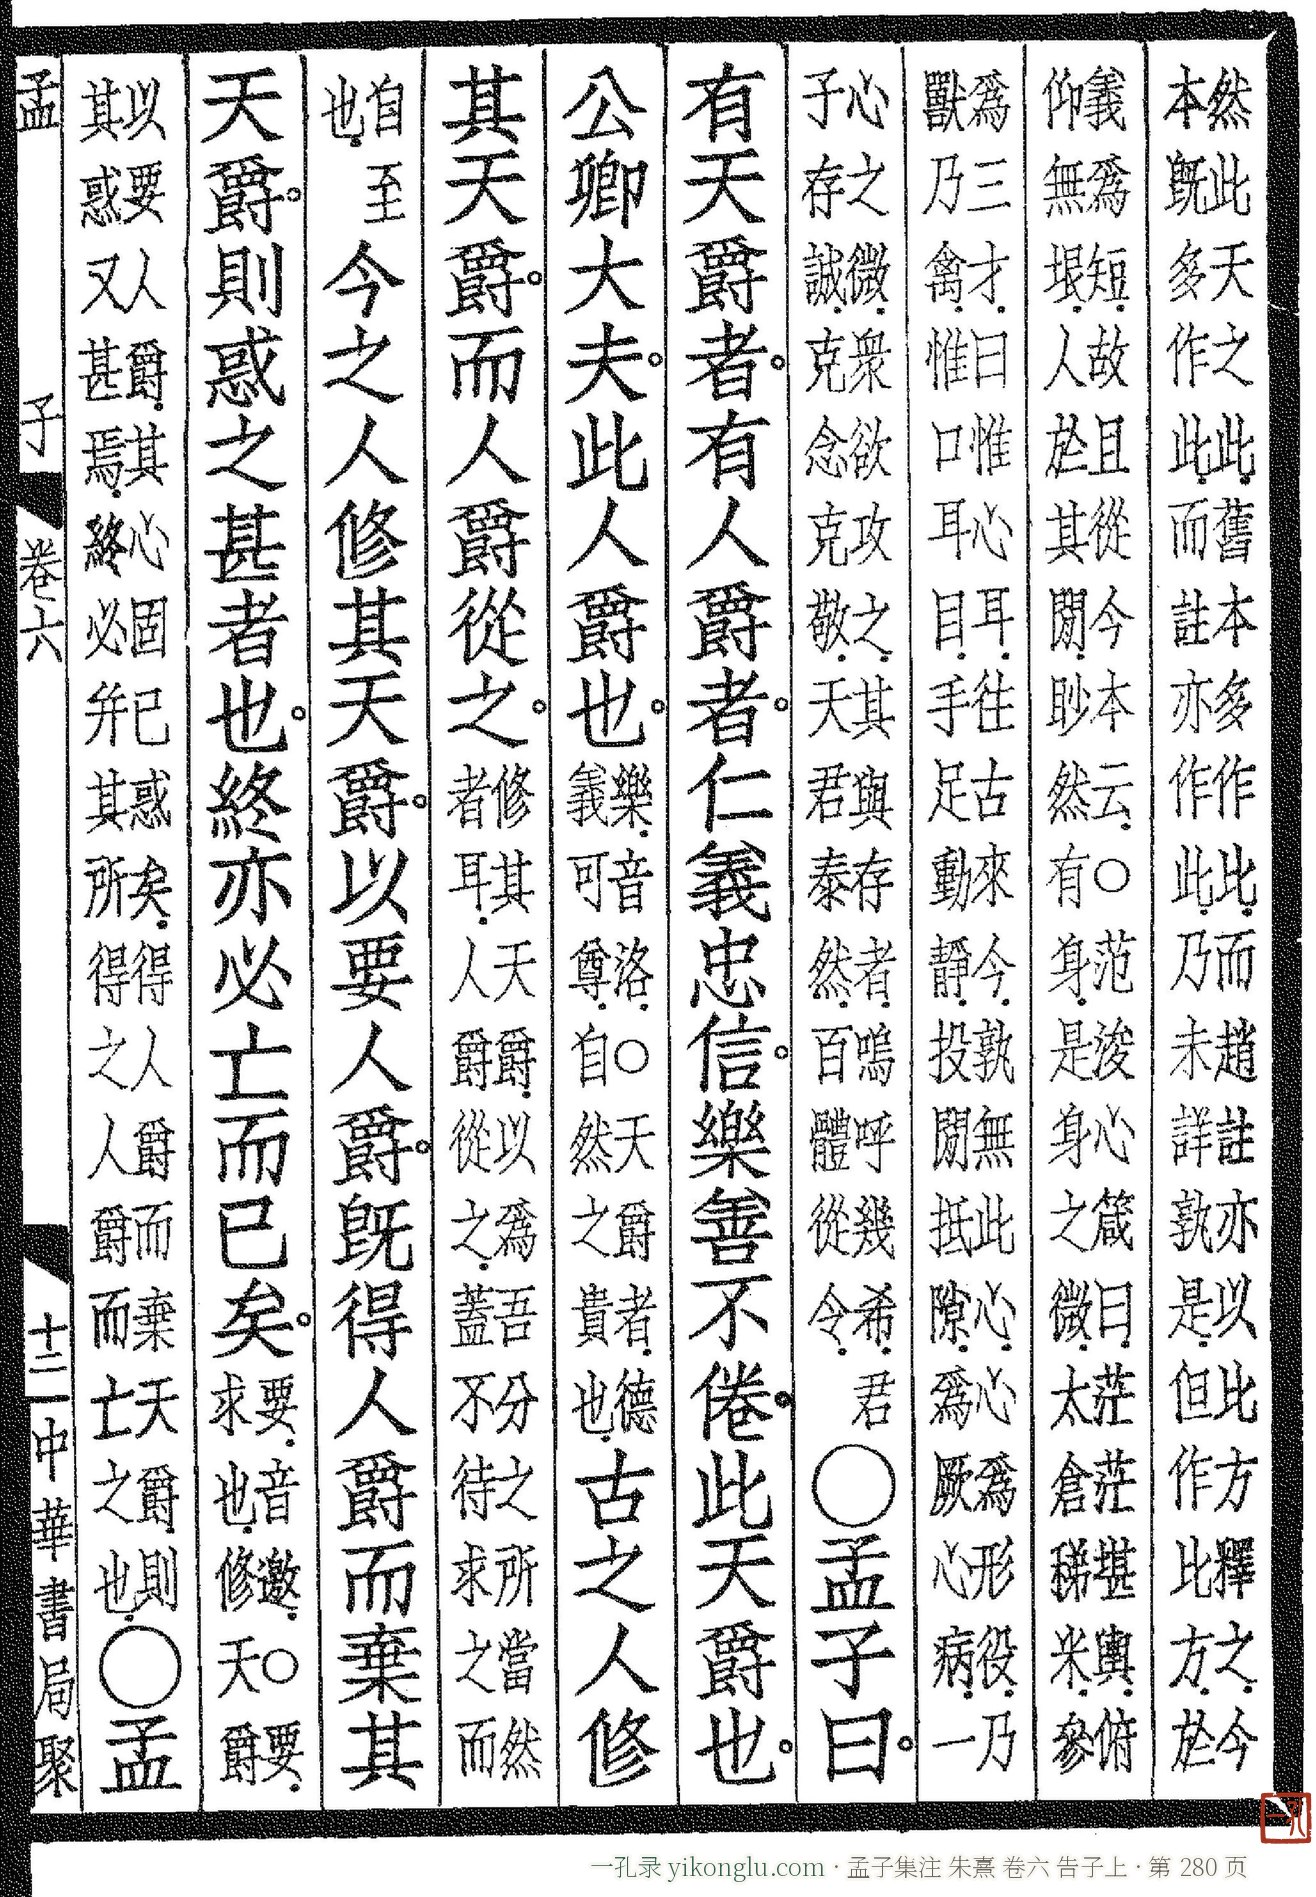 然此天之此舊本多作比而趙註亦以比方釋之今
本旣多作此而註亦作此乃未詳孰是但作比方於
義爲短故且從今本云○范浚心箴曰茫茫堪輿俯
仰無垠人於其閒眇然有身是身之微太倉稊米參
爲三才曰惟心耳往古來今孰無此心心爲形役乃
獸乃禽惟口耳目手足動靜投閒抵隙爲厥心病一
心之微衆欲攻之其與存者嗚呼幾希君
子存誠克念克敬天君泰然百體從令
○孟子曰。
有天爵者。有人爵者。仁義忠信。樂善不倦。此天爵也。
公卿大夫。此人爵也。
樂音洛○天爵者德
義可尊自然之貴也
古之人修
其天爵。而人爵從之。
修其天爵以爲吾分之所當然
者耳人爵從之蓋不待求之而
自至
也
今之人修其天爵。以要人爵。旣得人爵而棄其
天爵。則惑之甚者也。終亦必亡而已矣。
要音邀○要
求也修天爵
以要人爵其心固已惑矣得人爵而棄天爵則
其惑又甚焉終必幷其所得之人爵而亡之也
○孟
孟子 卷六 十三 中華書局聚
一孔录 yikonglu.com · 孟子集注 朱熹 卷六 告子上 · 第 280 页